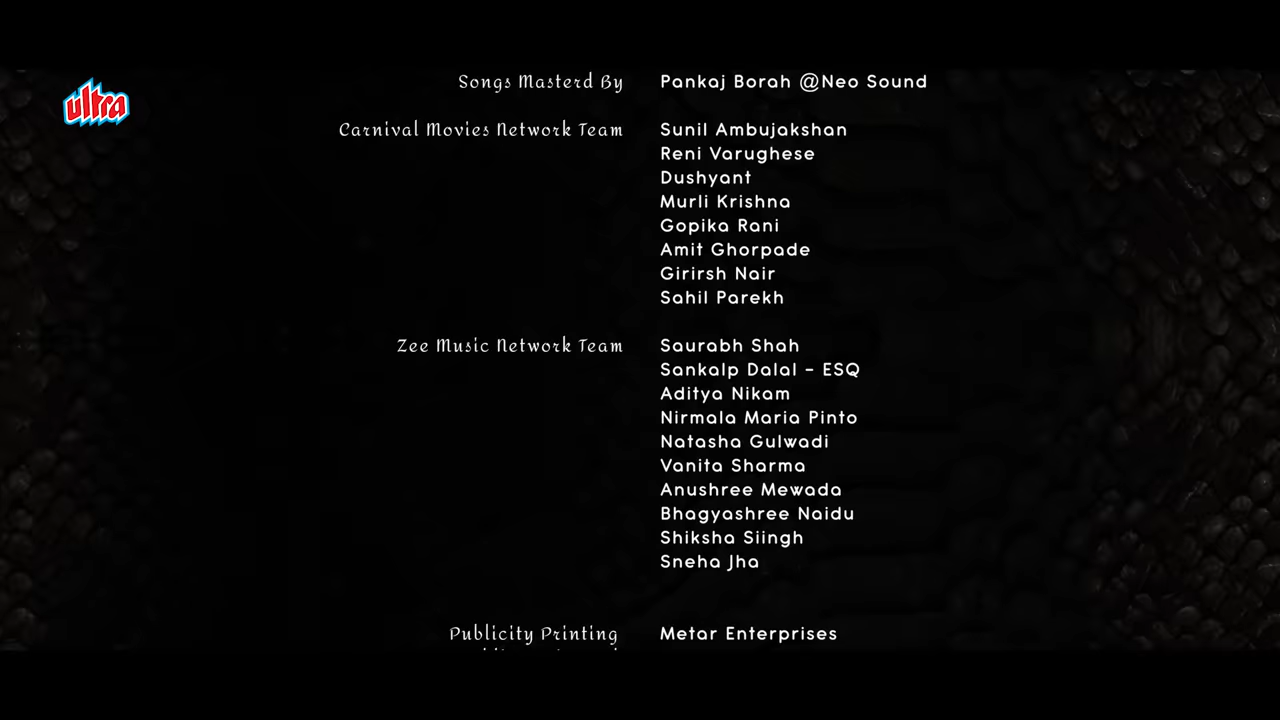 ultra
Songs Masterd By Pankaj Borah @Neo Sound
Carnival Movies Network Team Sunil Ambujakshan
Reni Varughese
Dushyant
Murli Krishna
Gopika Rani
Amit Ghorpade
Girirsh Nair
Sahil Parekh
Zee Music Network Team Saurabh Shah
Sankalp Dalal - ESQ
Aditya Nikam
Nirmala Maria Pinto
Natasha Gulwadi
Vanita Sharma
Anushree Mewada
Bhagyashree Naidu
Shiksha Siingh
Sneha Jha
Publicity Printing Metar Enterprises